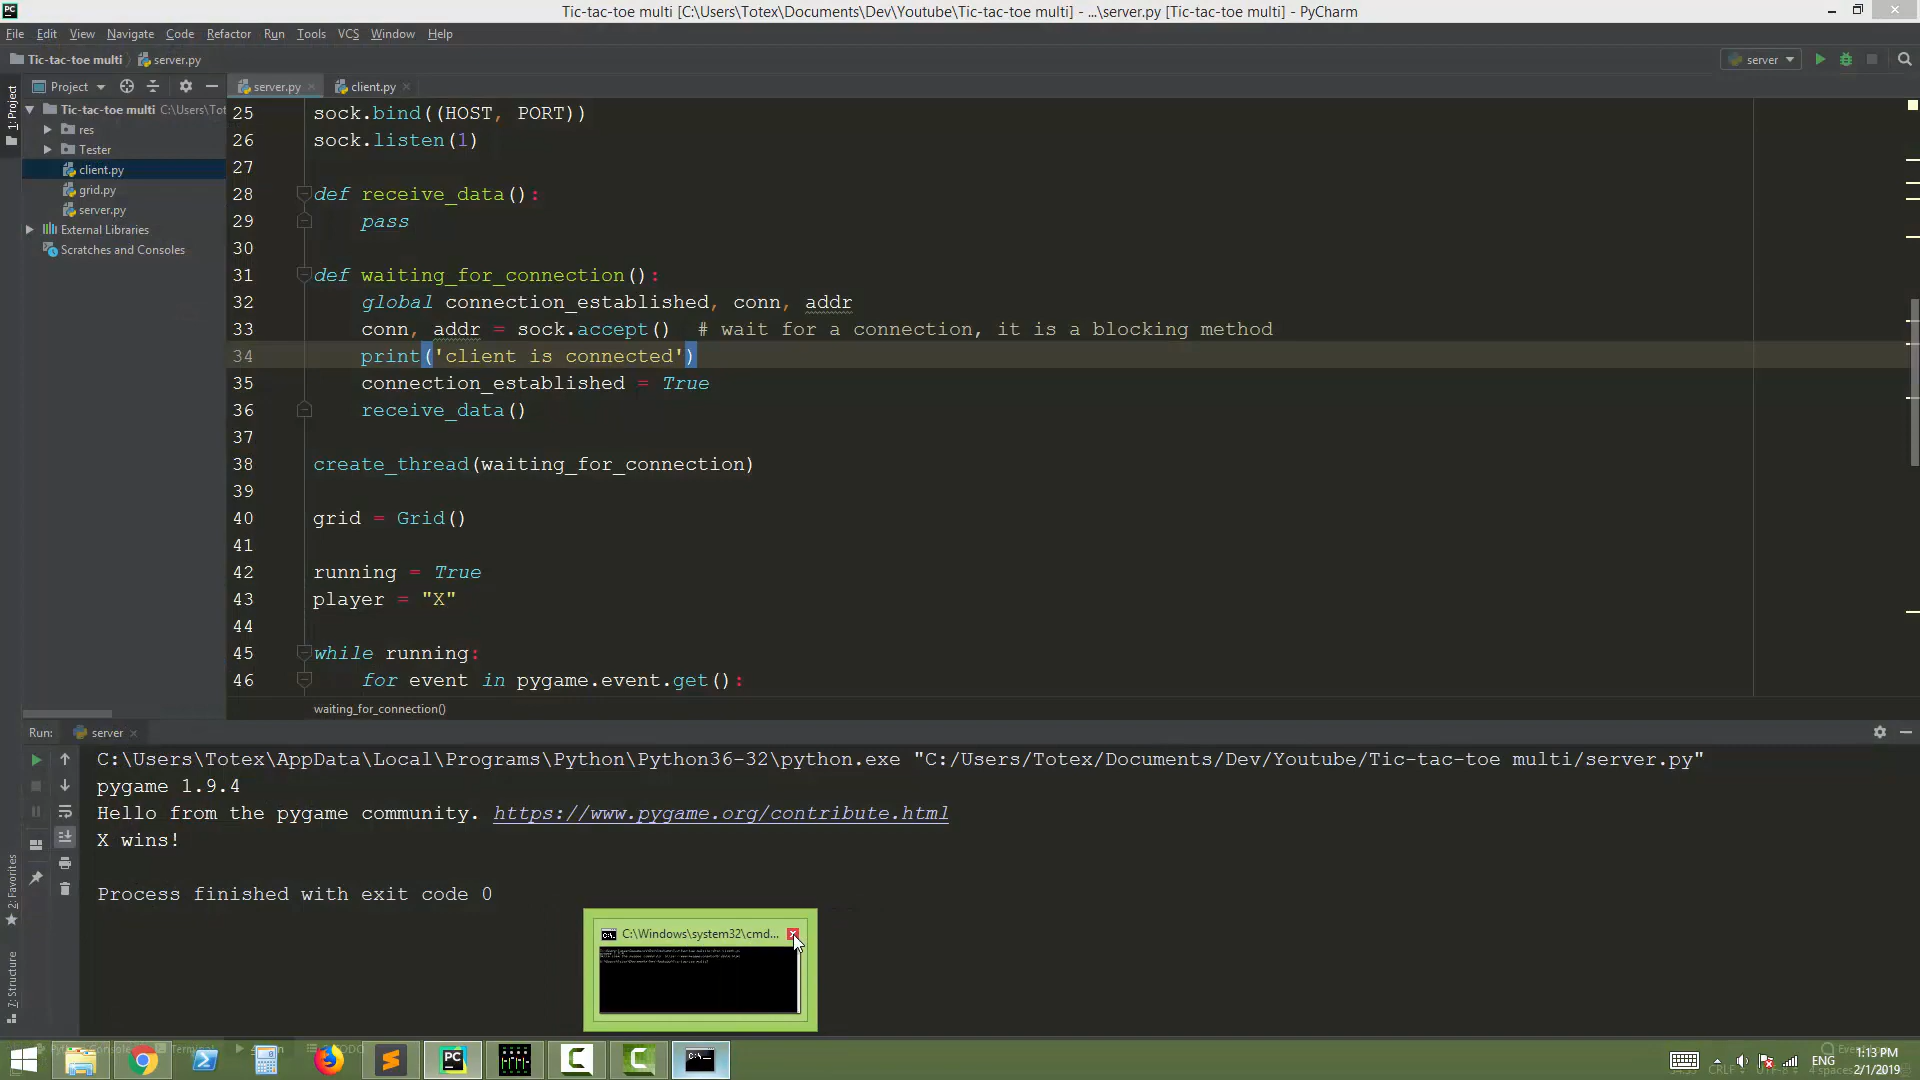 Tic-tac-toe multi [C:\Users\Totex\Documents\Dev\Youtube\Tic-tac-toe multi] - ...\server.py [Tic-tac-toe multi] - PyCharm
File Edit View Navigate Code Refactor Run Tools VCS Window Help
Tic-tac-toe multi server.py server
1: Project
Project server.py client.py
Tic-tac-toe multi C:\Users\Tot
res
Tester
client.py
grid.py
server.py
External Libraries
Scratches and Consoles
25 sock.bind((HOST, PORT))
26 sock.listen(1)
27
28 def receive_data():
29 pass
30
31 def waiting_for_connection():
32 global connection_established, conn, addr
33 conn, addr = sock.accept()  # wait for a connection, it is a blocking method
34 print('client is connected')
35 connection_established = True
36 receive_data()
37
38 create_thread(waiting_for_connection)
39
40 grid = Grid()
41
42 running = True
43 player = "X"
44
45 while running:
46 for event in pygame.event.get():
waiting_for_connection()
Run: server
C:\Users\Totex\AppData\Local\Programs\Python\Python36-32\python.exe "C:/Users/Totex/Documents/Dev/Youtube/Tic-tac-toe multi/server.py"
pygame 1.9.4
Hello from the pygame community. https://www.pygame.org/contribute.html
X wins!
Process finished with exit code 0
2: Favorites
7: Structure
C:\Windows\system32\cmd...
ENG
1:13 PM
2/1/2019